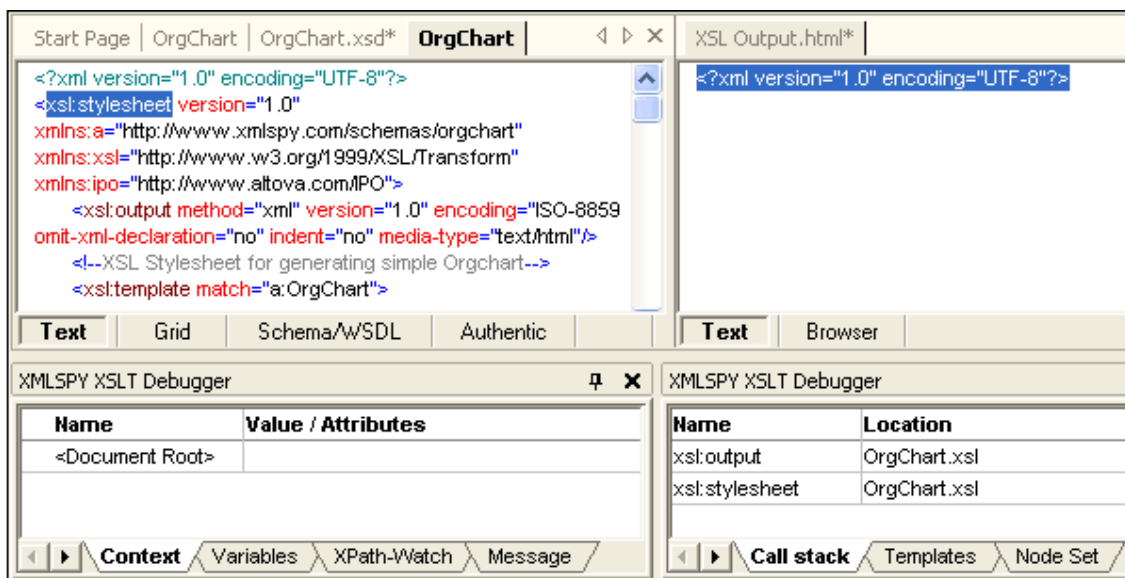 Start Page OrgChart OrgChart.xsd* OrgChart
<?xml version="1.0" encoding="UTF-8"?>
<xsl:stylesheet version="1.0"
xmlns:a="http://www.xmlspy.com/schemas/orgchart"
xmlns:xsl="http://www.w3.org/1999/XSL/Transform"
xmlns:ipo="http://www.altova.com/IPO">
<xsl:output method="xml" version="1.0" encoding="ISO-8859
omit-xml-declaration="no" indent="no" media-type="text/html"/>
<!--XSL Stylesheet for generating simple Orgchart-->
<xsl:template match="a:OrgChart">
Text Grid Schema/WSDL Authentic
XSL Output.html*
<?xml version="1.0" encoding="UTF-8"?>
Text Browser
XMLSPY XSLT Debugger
Name Value / Attributes
<Document Root>
Context Variables XPath-Watch Message
XMLSPY XSLT Debugger
Name Location
xsl:output OrgChart.xsl
xsl:stylesheet OrgChart.xsl
Call stack Templates Node Set